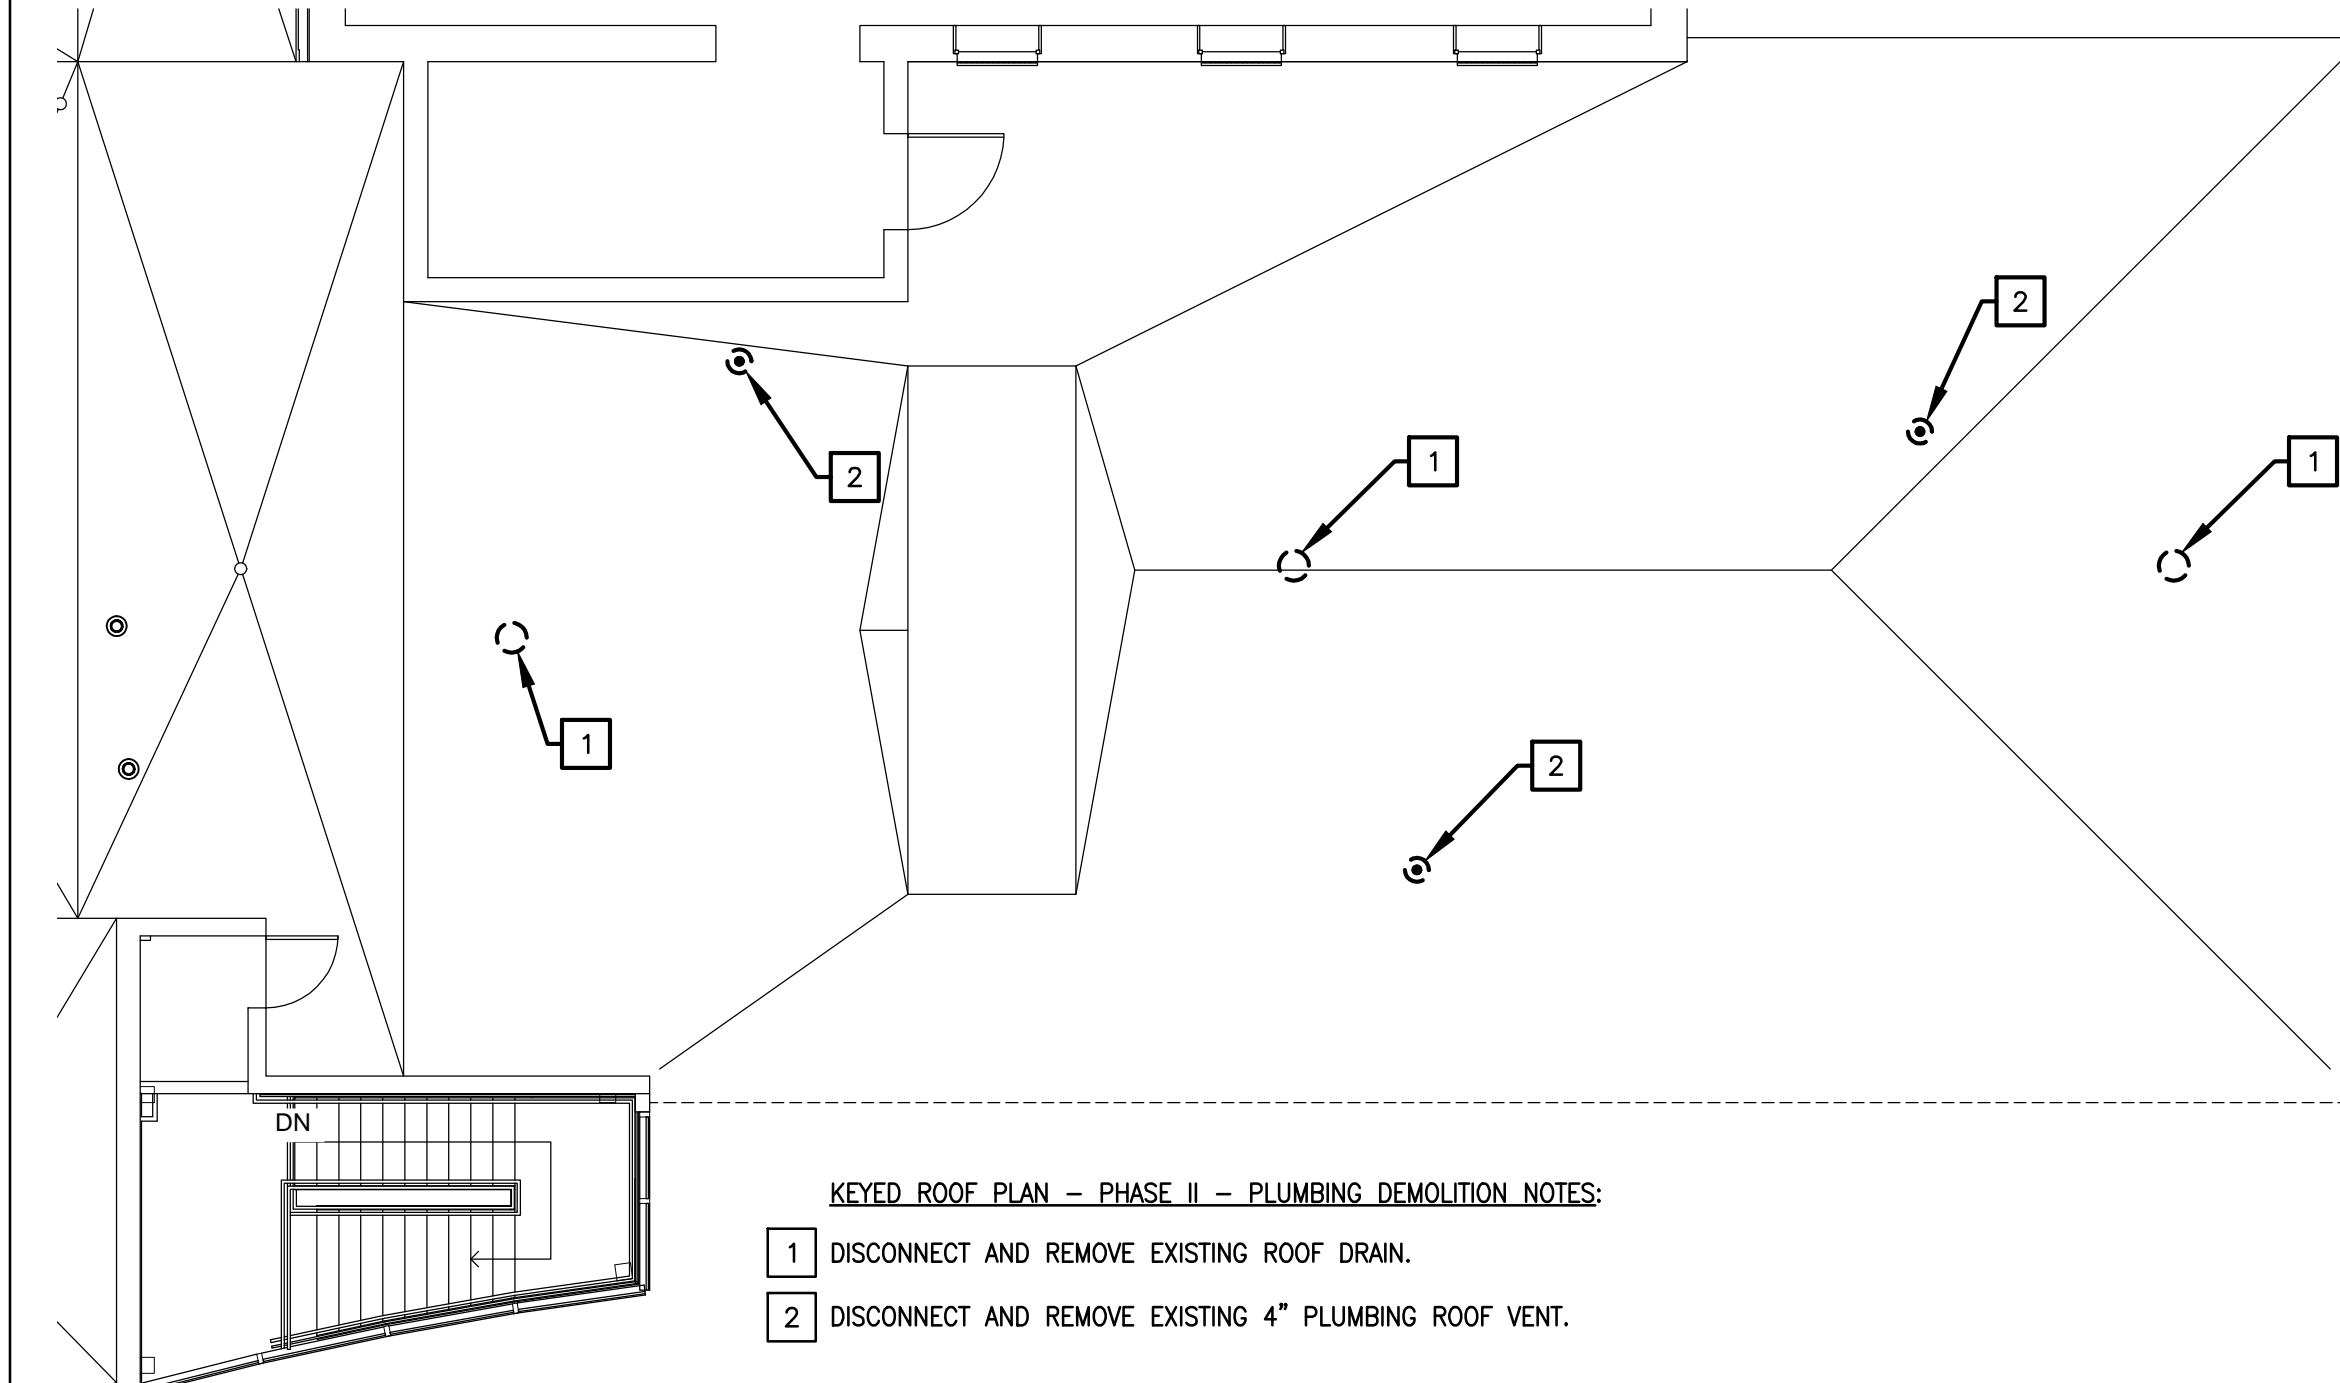 2
2
1
1
2
1
2
DN
KEYED ROOF PLAN – PHASE II – PLUMBING DEMOLITION NOTES:
1 DISCONNECT AND REMOVE EXISTING ROOF DRAIN.
2 DISCONNECT AND REMOVE EXISTING 4” PLUMBING ROOF VENT.